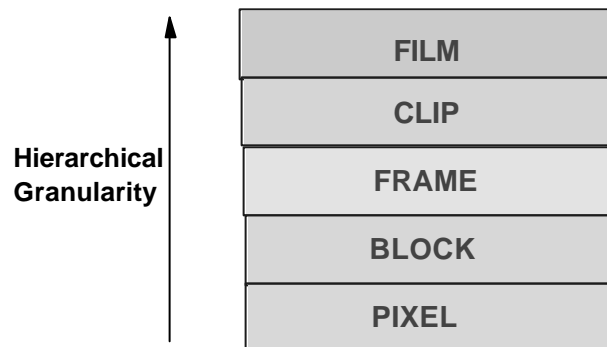 FILM
CLIP
Hierarchical
Granularity
FRAME
BLOCK
PIXEL